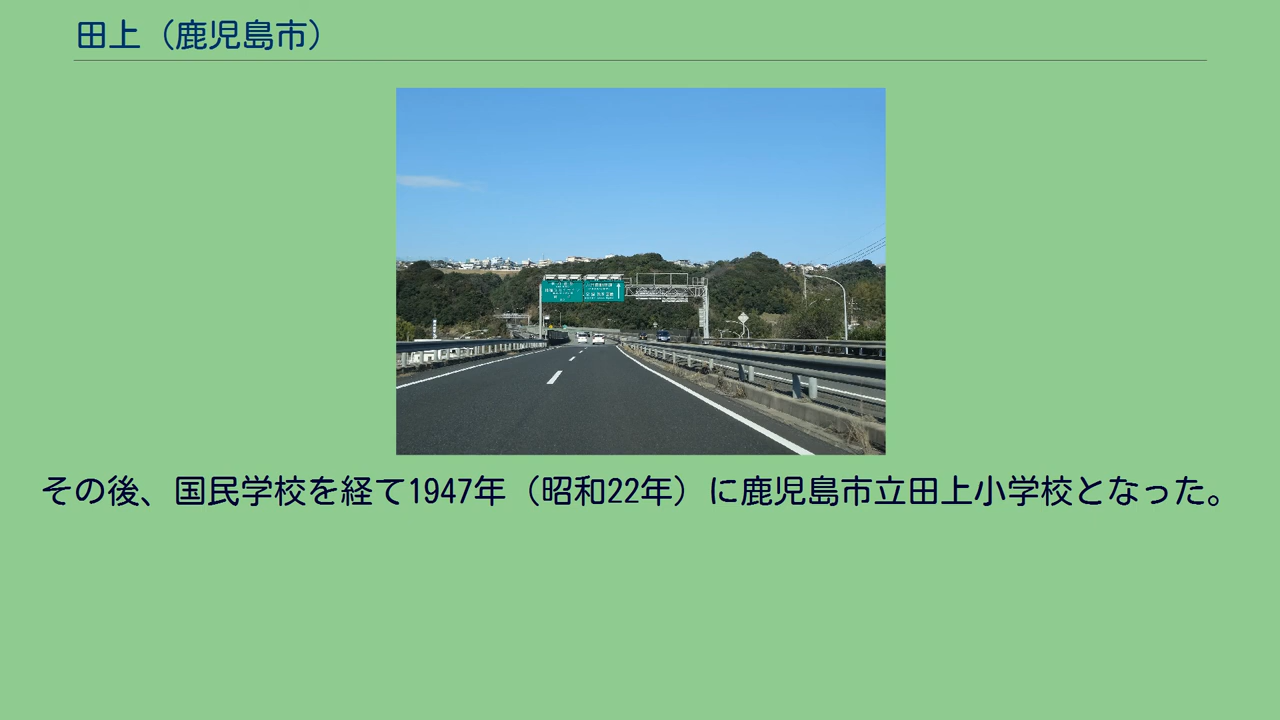 田上（鹿児島市）
その後、国民学校を経て1947年（昭和22年）に鹿児島市立田上小学校となった。